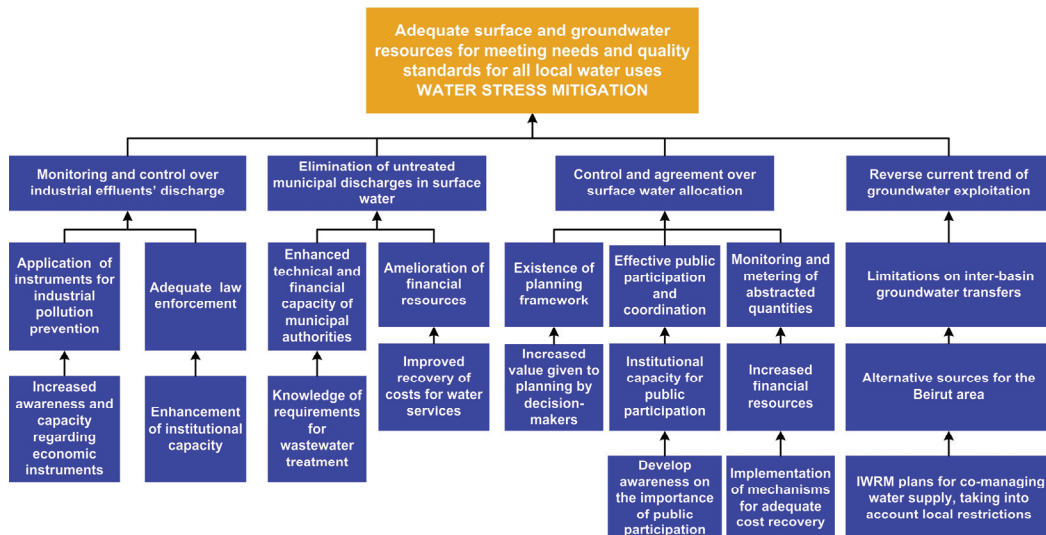 Adequate surface and groundwater
resources for meeting needs and quality
standards for all local water uses
WATER STRESS MITIGATION
Monitoring and control over
industrial effluents’ discharge
Elimination of untreated
municipal discharges in surface
water
Control and agreement over
surface water allocation
Reverse current trend of
groundwater exploitation
Application of
instruments for
industrial
pollution
prevention
Adequate law
enforcement
Enhanced
technical and
financial
capacity of
municipal
authorities
Amelioration of
financial
resources
Existence of
planning
framework
Effective public
participation
and
coordination
Monitoring and
metering of
abstracted
quantities
Limitations on inter-basin
groundwater transfers
Increased
awareness and
capacity
regarding
economic
instruments
Enhancement
of institutional
capacity
Knowledge of
requirements
for
wastewater
treatment
Improved
recovery of
costs for water
services
Increased
value given to
planning by
decision-
makers
Institutional
capacity for
public
participation
Increased
financial
resources
Alternative sources for the
Beirut area
Develop
awareness on
the importance
of public
participation
Implementation
of mechanisms
for adequate
cost recovery
IWRM plans for co-managing
water supply, taking into
account local restrictions